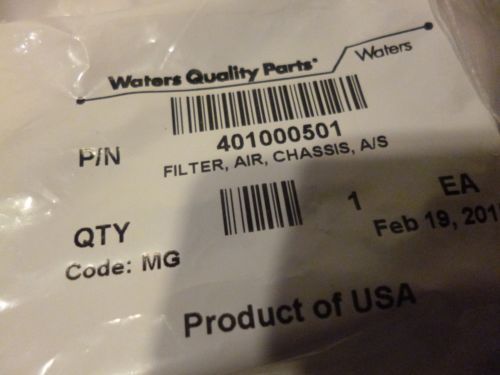 Waters Quality Parts®
Waters
P/N
401000501
FILTER, AIR, CHASSIS, A/S
QTY
1 EA
Code: MG
Feb 19, 201
Product of USA